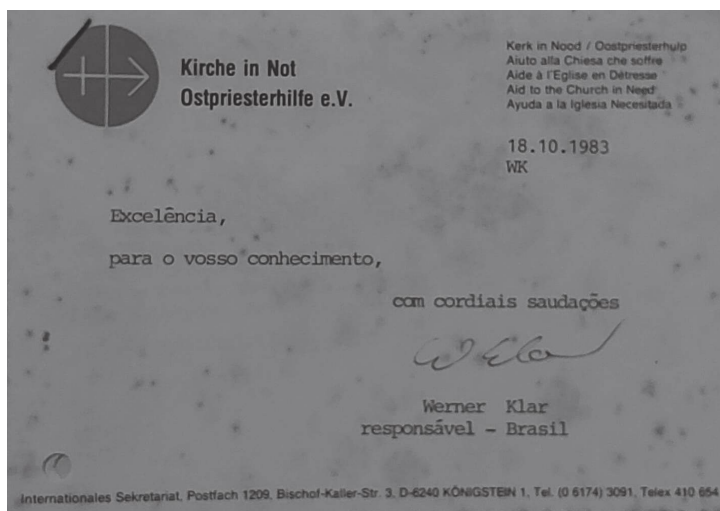 Kirche in Not
Ostpriesterhilfe e.V.
Kerk in Nood / Oostpriesterhulp
Aiuto alla Chiesa che soffre
Aide à l'Eglise en Détresse
Aid to the Church in Need
Ayuda a la Iglesia Necesitada
18.10.1983
WK
Excelência,
para o vosso conhecimento,
com cordiais saudações
W Klar
Werner Klar
responsável - Brasil
Internationales Sekretariat, Postfach 1209, Bischof-Kaller-Str. 3, D-6240 KÖNIGSTEIN 1, Tel. (0 6174) 3091, Telex 410 654